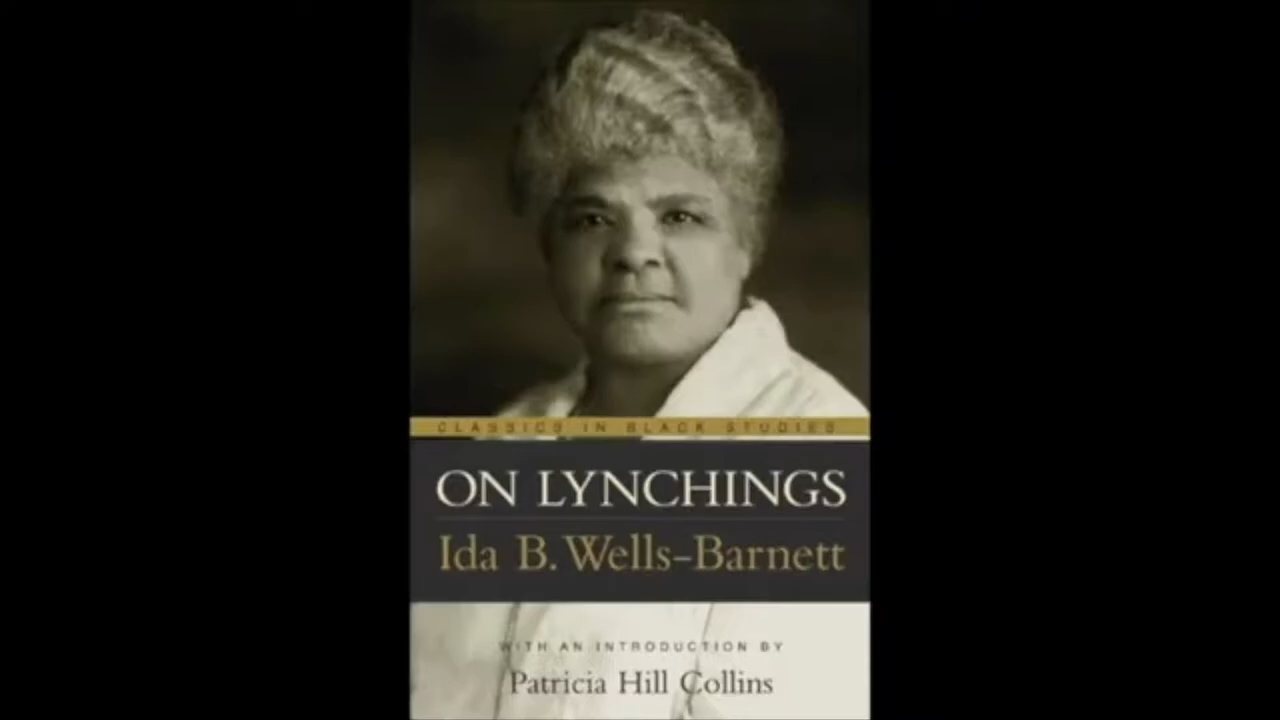 CLASSICS IN BLACK STUDIES
ON LYNCHINGS
Ida B. Wells-Barnett
WITH AN INTRODUCTION BY
Patricia Hill Collins